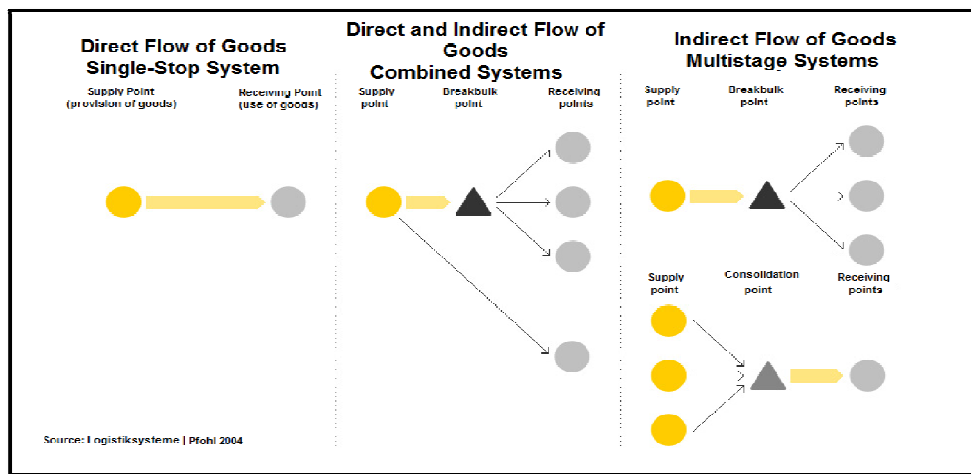 Direct Flow of Goods
Single-Stop System
Supply Point
(provision of goods)
Receiving Point
(use of goods)
Direct and Indirect Flow of
Goods
Combined Systems
Supply
point
Breakbulk
point
Receiving
points
Indirect Flow of Goods
Multistage Systems
Supply
point
Breakbulk
point
Receiving
points
Supply
point
Consolidation
point
Receiving
points
Source: Logistiksysteme | Pfohl 2004